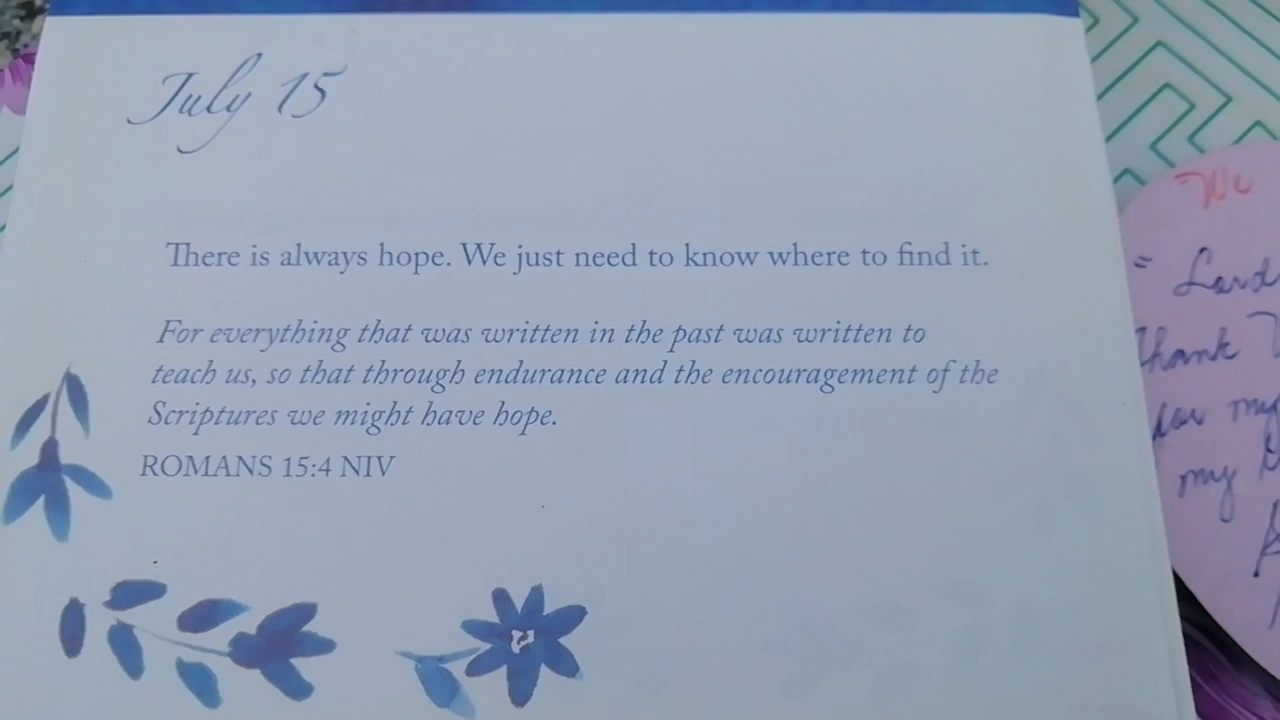 July 15
There is always hope. We just need to know where to find it.
For everything that was written in the past was written to
teach us, so that through endurance and the encouragement of the
Scriptures we might have hope.
ROMANS 15:4 NIV
" Lord
Thank
for my
my